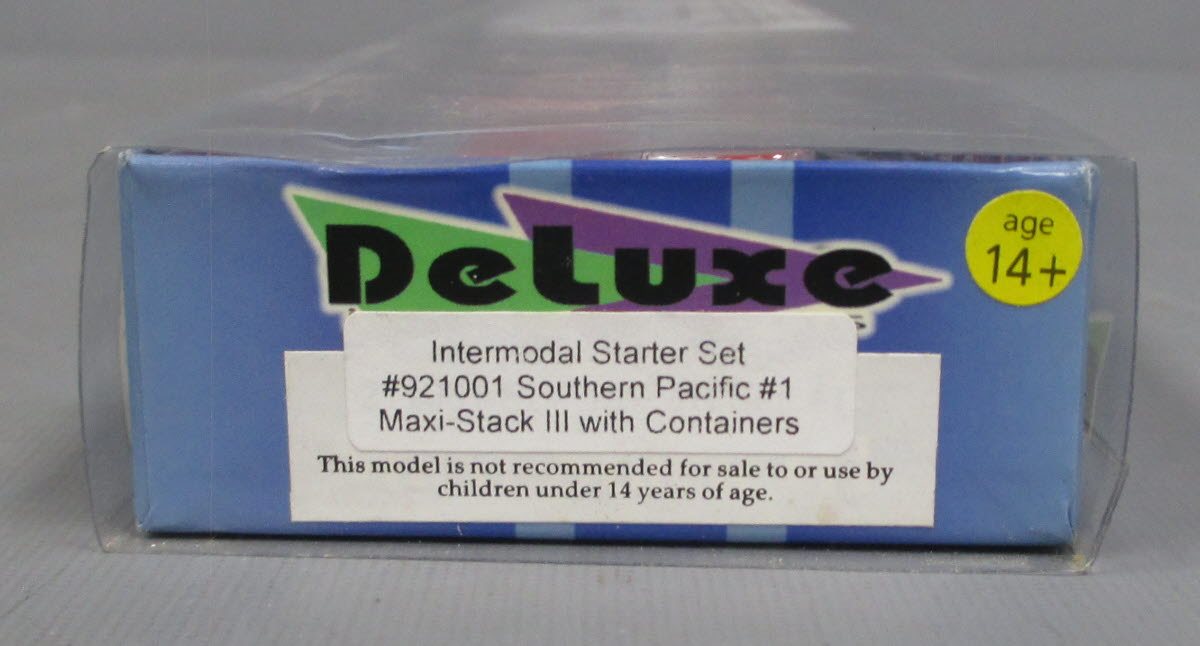 DeLuxe
age
14+
Intermodal Starter Set
#921001 Southern Pacific #1
Maxi-Stack III with Containers
This model is not recommended for sale to or use by
children under 14 years of age.